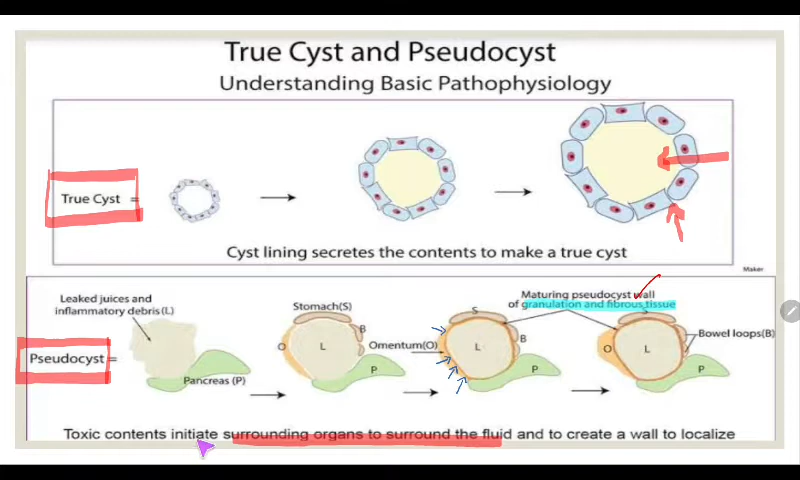 True Cyst and Pseudocyst
Understanding Basic Pathophysiology
True Cyst =
Cyst lining secretes the contents to make a true cyst
Maker
Leaked juices and
inflammatory debris(L)
Pseudocyst=
Pancreas (P)
Stomach(S)
O
L
B
P
Omentum(O)
S
L
B
P
Maturing pseudocyst wall
of granulation and fibrous tissue
S
O
L
Bowel loops(B)
P
Toxic contents initiate surrounding organs to surround the fluid and to create a wall to localize